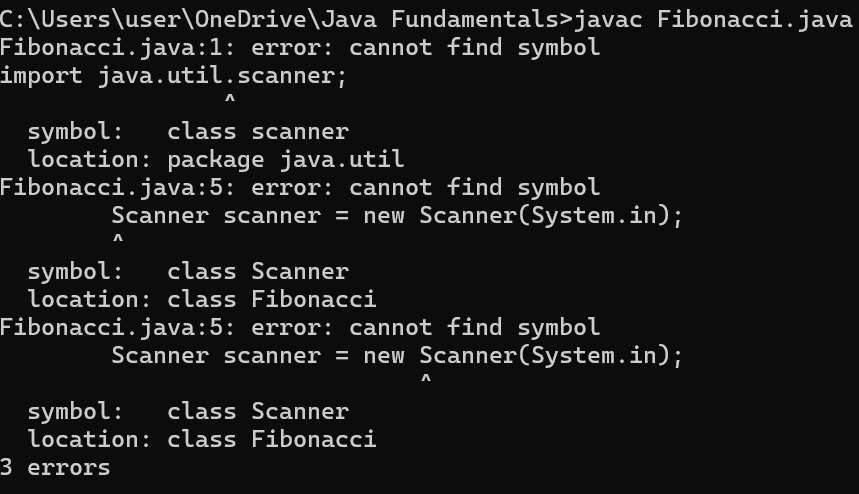 C:\Users\user\OneDrive\Java Fundamentals>javac Fibonacci.java
Fibonacci.java:1: error: cannot find symbol
import java.util.scanner;
                ^
  symbol:   class scanner
  location: package java.util
Fibonacci.java:5: error: cannot find symbol
        Scanner scanner = new Scanner(System.in);
        ^
  symbol:   class Scanner
  location: class Fibonacci
Fibonacci.java:5: error: cannot find symbol
        Scanner scanner = new Scanner(System.in);
                              ^
  symbol:   class Scanner
  location: class Fibonacci
3 errors